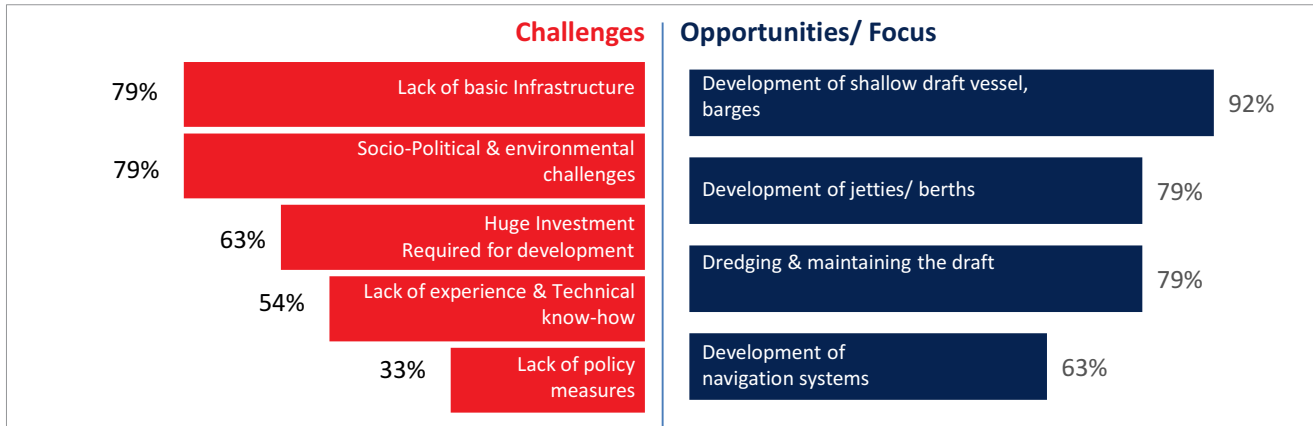 Challenges
79%
Lack of basic Infrastructure
79%
Socio-Political & environmental
challenges
63%
Huge Investment
Required for development
54%
Lack of experience & Technical
know-how
33%
Lack of policy
measures
Opportunities/ Focus
Development of shallow draft vessel,
barges
92%
Development of jetties/ berths
79%
Dredging & maintaining the draft
79%
Development of
navigation systems
63%